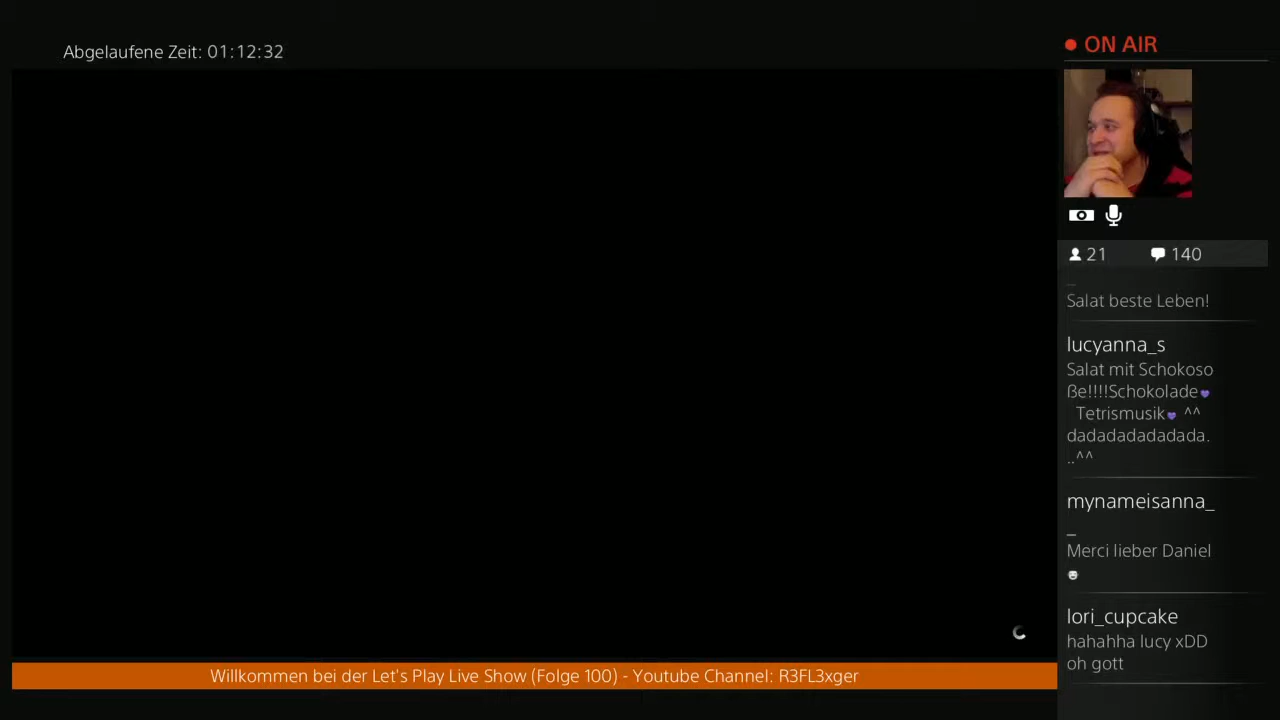 Abgelaufene Zeit: 01:12:32
ON AIR
21 140
_
Salat beste Leben!
lucyanna_s
Salat mit Schokoso
ße!!!!Schokolade💜
Tetrismusik💜 ^^
dadadadadadada.
..^^
mynameisanna_
_
Merci lieber Daniel
lori_cupcake
hahahha lucy xDD
oh gott
Willkommen bei der Let's Play Live Show (Folge 100) - Youtube Channel: R3FL3xger